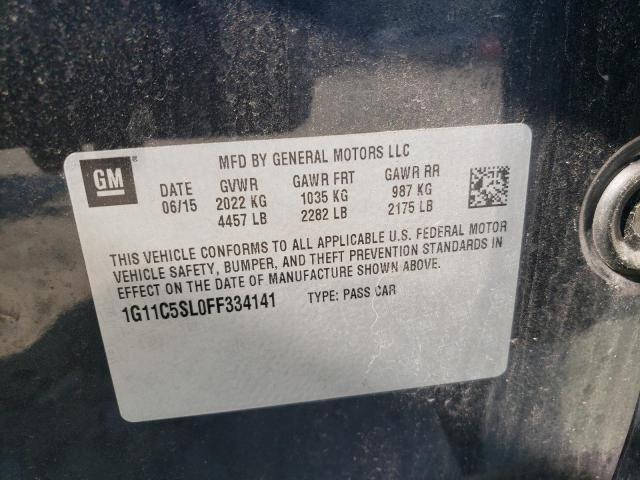 GM ®
MFD BY GENERAL MOTORS LLC
DATE GVWR GAWR FRT GAWR RR
06/15 2022 KG 1035 KG 987 KG
4457 LB 2282 LB 2175 LB
THIS VEHICLE CONFORMS TO ALL APPLICABLE U.S. FEDERAL MOTOR
VEHICLE SAFETY, BUMPER, AND THEFT PREVENTION STANDARDS IN
EFFECT ON THE DATE OF MANUFACTURE SHOWN ABOVE.
1G11C5SL0FF334141 TYPE: PASS CAR